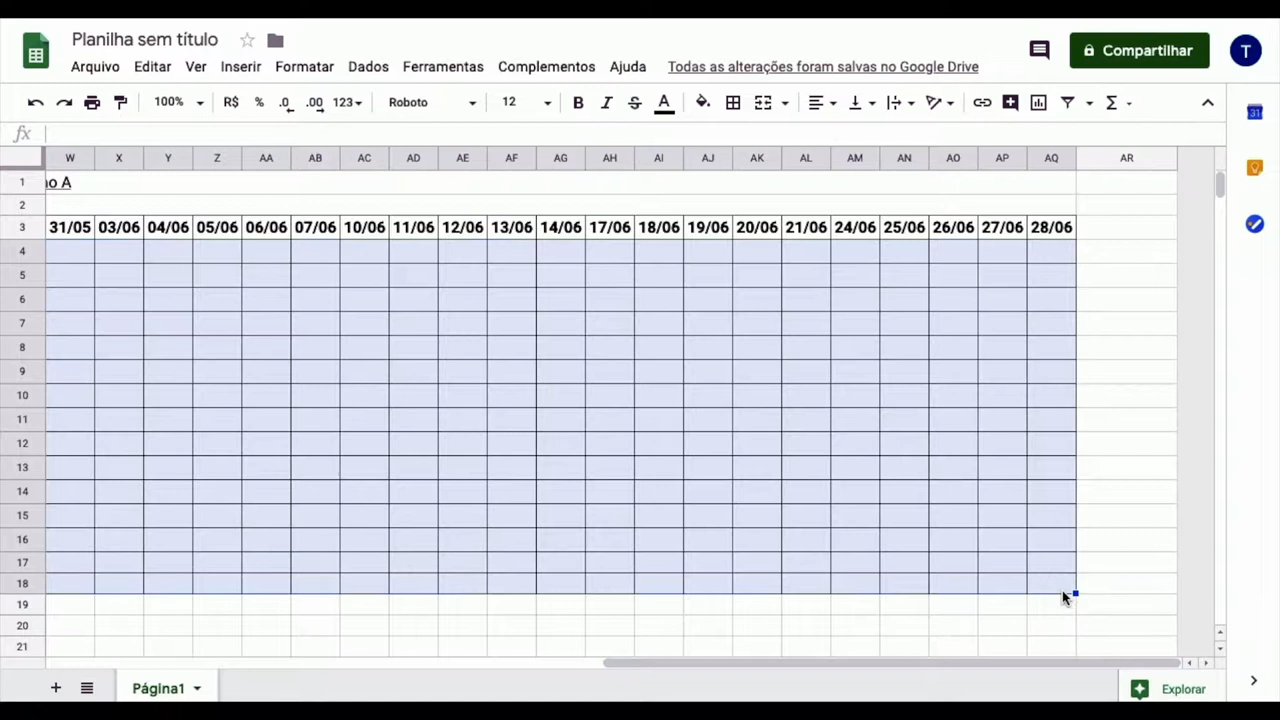 Planilha sem título
Arquivo Editar Ver Inserir Formatar Dados Ferramentas Complementos Ajuda Todas as alterações foram salvas no Google Drive
Compartilhar
T
100% R$ % .0 .00 123 Roboto 12 B I S A Σ
31
fx
W X Y Z AA AB AC AD AE AF AG AH AI AJ AK AL AM AN AO AP AQ AR
1 no A
2
3 31/05 03/06 04/06 05/06 06/06 07/06 10/06 11/06 12/06 13/06 14/06 17/06 18/06 19/06 20/06 21/06 24/06 25/06 26/06 27/06 28/06
4
5
6
7
8
9
10
11
12
13
14
15
16
17
18
19
20
21
+ Página1
Explorar